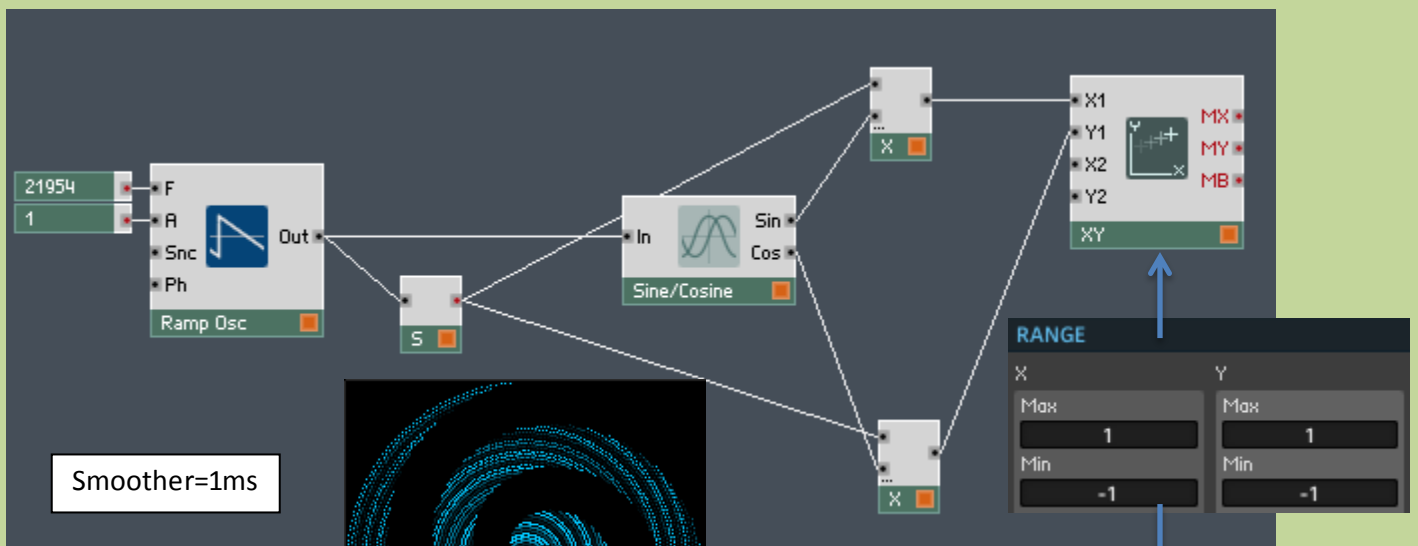 21954
1
F
A
Snc
Ph
Out
Ramp Osc
S
In
Sin
Cos
Sine/Cosine
...
X
...
X
X1
Y1
X2
Y2
Y
X
MX
MY
MB
XY
Smoother=1ms
RANGE
X Y
Max Max
1 1
Min Min
-1 -1